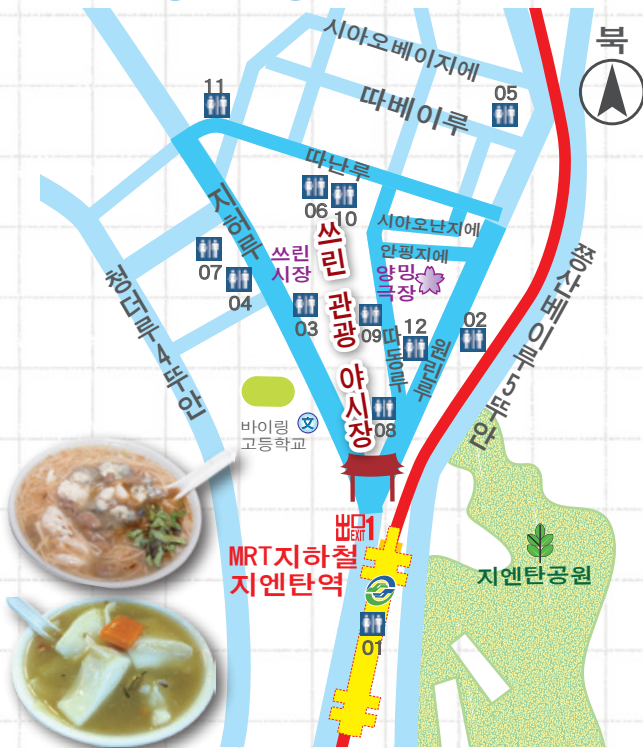 북
시아오베이지에
따베이루
05
11
따난루
06
10
지허루
시아오난지에
안핑지에
쓰린
시장
양밍
극장
쓰린 관광 야시장
07
04
03
09
12
02
따동루
원린루
쭝산베이루5뚜안
청더루4뚜안
08
바이링
고등학교
文
出口1
EXIT
MRT지하철
지엔탄역
지엔탄공원
01